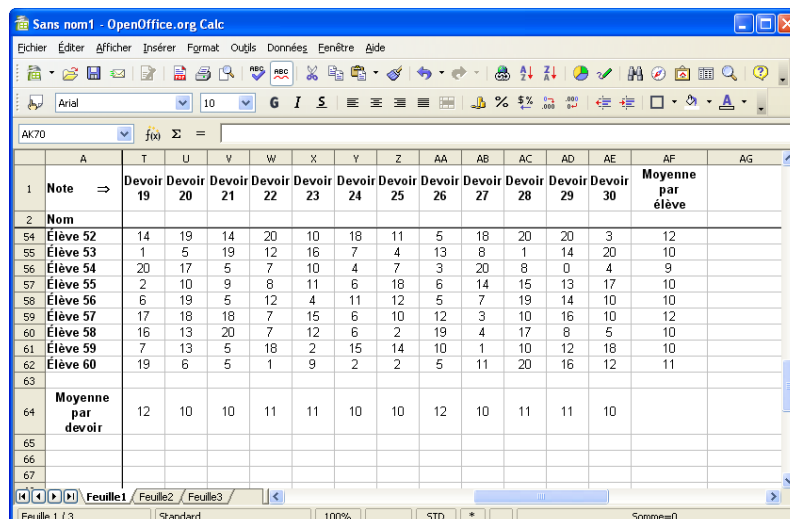 Sans nom1 - OpenOffice.org Calc
Fichier Éditer Afficher Insérer Format Outils Données Fenêtre Aide
Arial 10 G I S
AK70 f(x) Σ =
A T U V W X Y Z AA AB AC AD AE AF AG
1 Note ⇒ Devoir 19 Devoir 20 Devoir 21 Devoir 22 Devoir 23 Devoir 24 Devoir 25 Devoir 26 Devoir 27 Devoir 28 Devoir 29 Devoir 30 Moyenne par élève
2 Nom
54 Élève 52 14 19 14 20 10 18 11 5 18 20 20 3 12
55 Élève 53 1 5 19 12 16 7 4 13 8 1 14 20 10
56 Élève 54 20 17 5 7 10 4 7 3 20 8 0 4 9
57 Élève 55 2 10 9 8 11 6 18 6 14 15 13 17 10
58 Élève 56 6 19 5 12 4 11 12 5 7 19 14 10 10
59 Élève 57 17 18 18 7 15 6 10 12 3 10 16 10 12
60 Élève 58 16 13 20 7 12 6 2 19 4 17 8 5 10
61 Élève 59 7 13 5 18 2 15 14 10 1 10 12 18 10
62 Élève 60 19 6 5 1 9 2 2 5 11 20 16 12 11
63
64 Moyenne par devoir 12 10 10 11 11 10 10 12 10 11 11 10
65
66
67
Feuille1 Feuille2 Feuille3
Feuille 1 / 3 Standard 100% STD * Somme=0